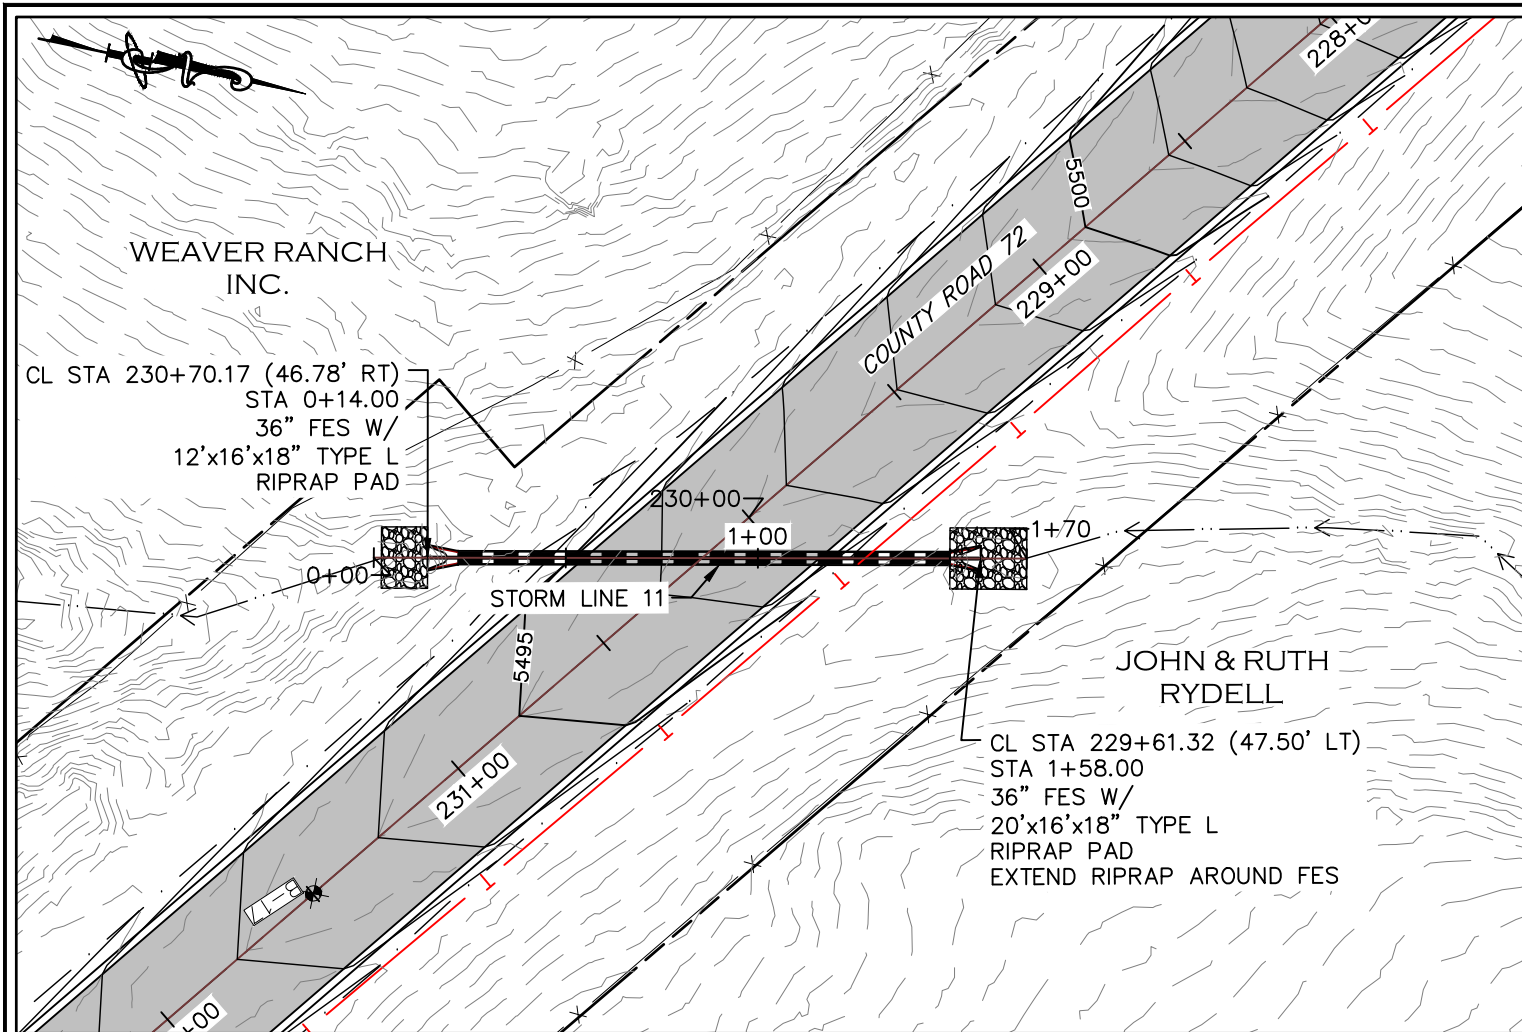 228+0
5500
COUNTY ROAD 72
229+00
WEAVER RANCH
INC.
CL STA 230+70.17 (46.78' RT)
STA 0+14.00
36" FES W/
12'x16'x18" TYPE L
RIPRAP PAD
230+00
1+00
1+70
0+00
STORM LINE 11
5495
JOHN & RUTH
RYDELL
CL STA 229+61.32 (47.50' LT)
STA 1+58.00
36" FES W/
20'x16'x18" TYPE L
RIPRAP PAD
EXTEND RIPRAP AROUND FES
231+00
+00